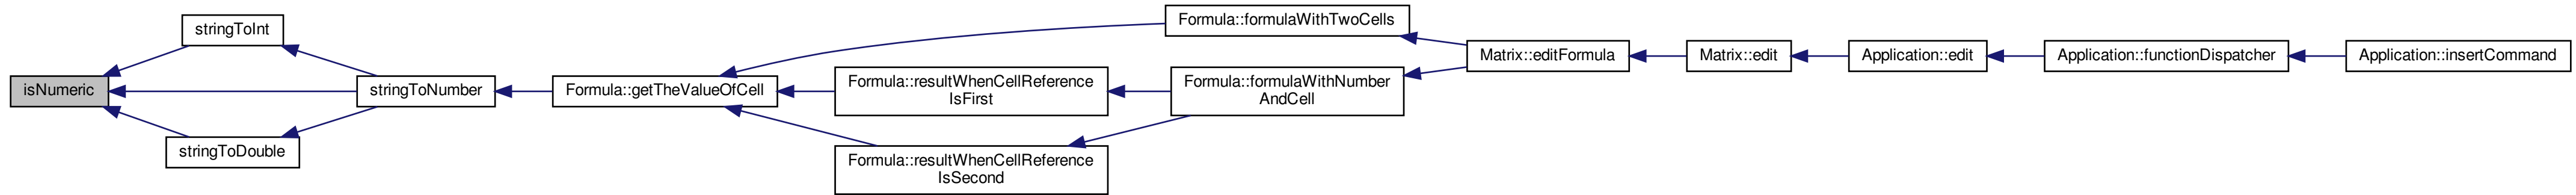 isNumeric
stringToInt
stringToDouble
stringToNumber
Formula::getTheValueOfCell
Formula::formulaWithTwoCells
Formula::resultWhenCellReference
IsFirst
Formula::resultWhenCellReference
IsSecond
Formula::formulaWithNumber
AndCell
Matrix::editFormula
Matrix::edit
Application::edit
Application::functionDispatcher
Application::insertCommand